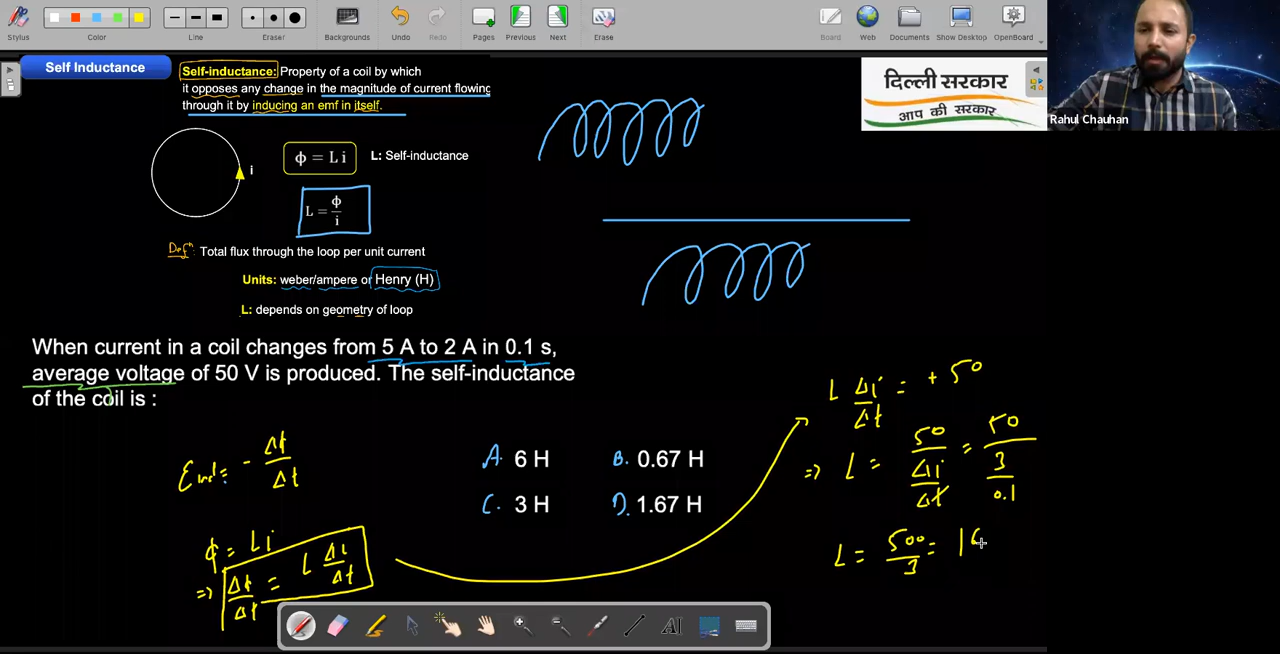 Stylus
Color
Line
Eraser
Backgrounds
Undo
Redo
Pages
Previous
Next
Erase
Board
Web
Documents
Show Desktop
OpenBoard
Self Inductance
Self-inductance: Property of a coil by which
it opposes any change in the magnitude of current flowing
through it by inducing an emf in itself.
दिल्ली सरकार
आप की सरकार
Rahul Chauhan
i
ϕ = L i
L: Self-inductance
L = ϕ/i
Defⁿ: Total flux through the loop per unit current
Units: weber/ampere or Henry (H)
L: depends on geometry of loop
When current in a coil changes from 5 A to 2 A in 0.1 s,
average voltage of 50 V is produced. The self-inductance
of the coil is :
A. 6 H
B. 0.67 H
C. 3 H
D. 1.67 H
Ɛind = - Δϕ/Δt
ϕ = Li
⇒ Δϕ/Δt = L Δi/Δt
L Δi/Δt = + 50
⇒ L = 50/(Δi/Δt) = 50/(3/0.1)
L = 500/3 = 16
AI